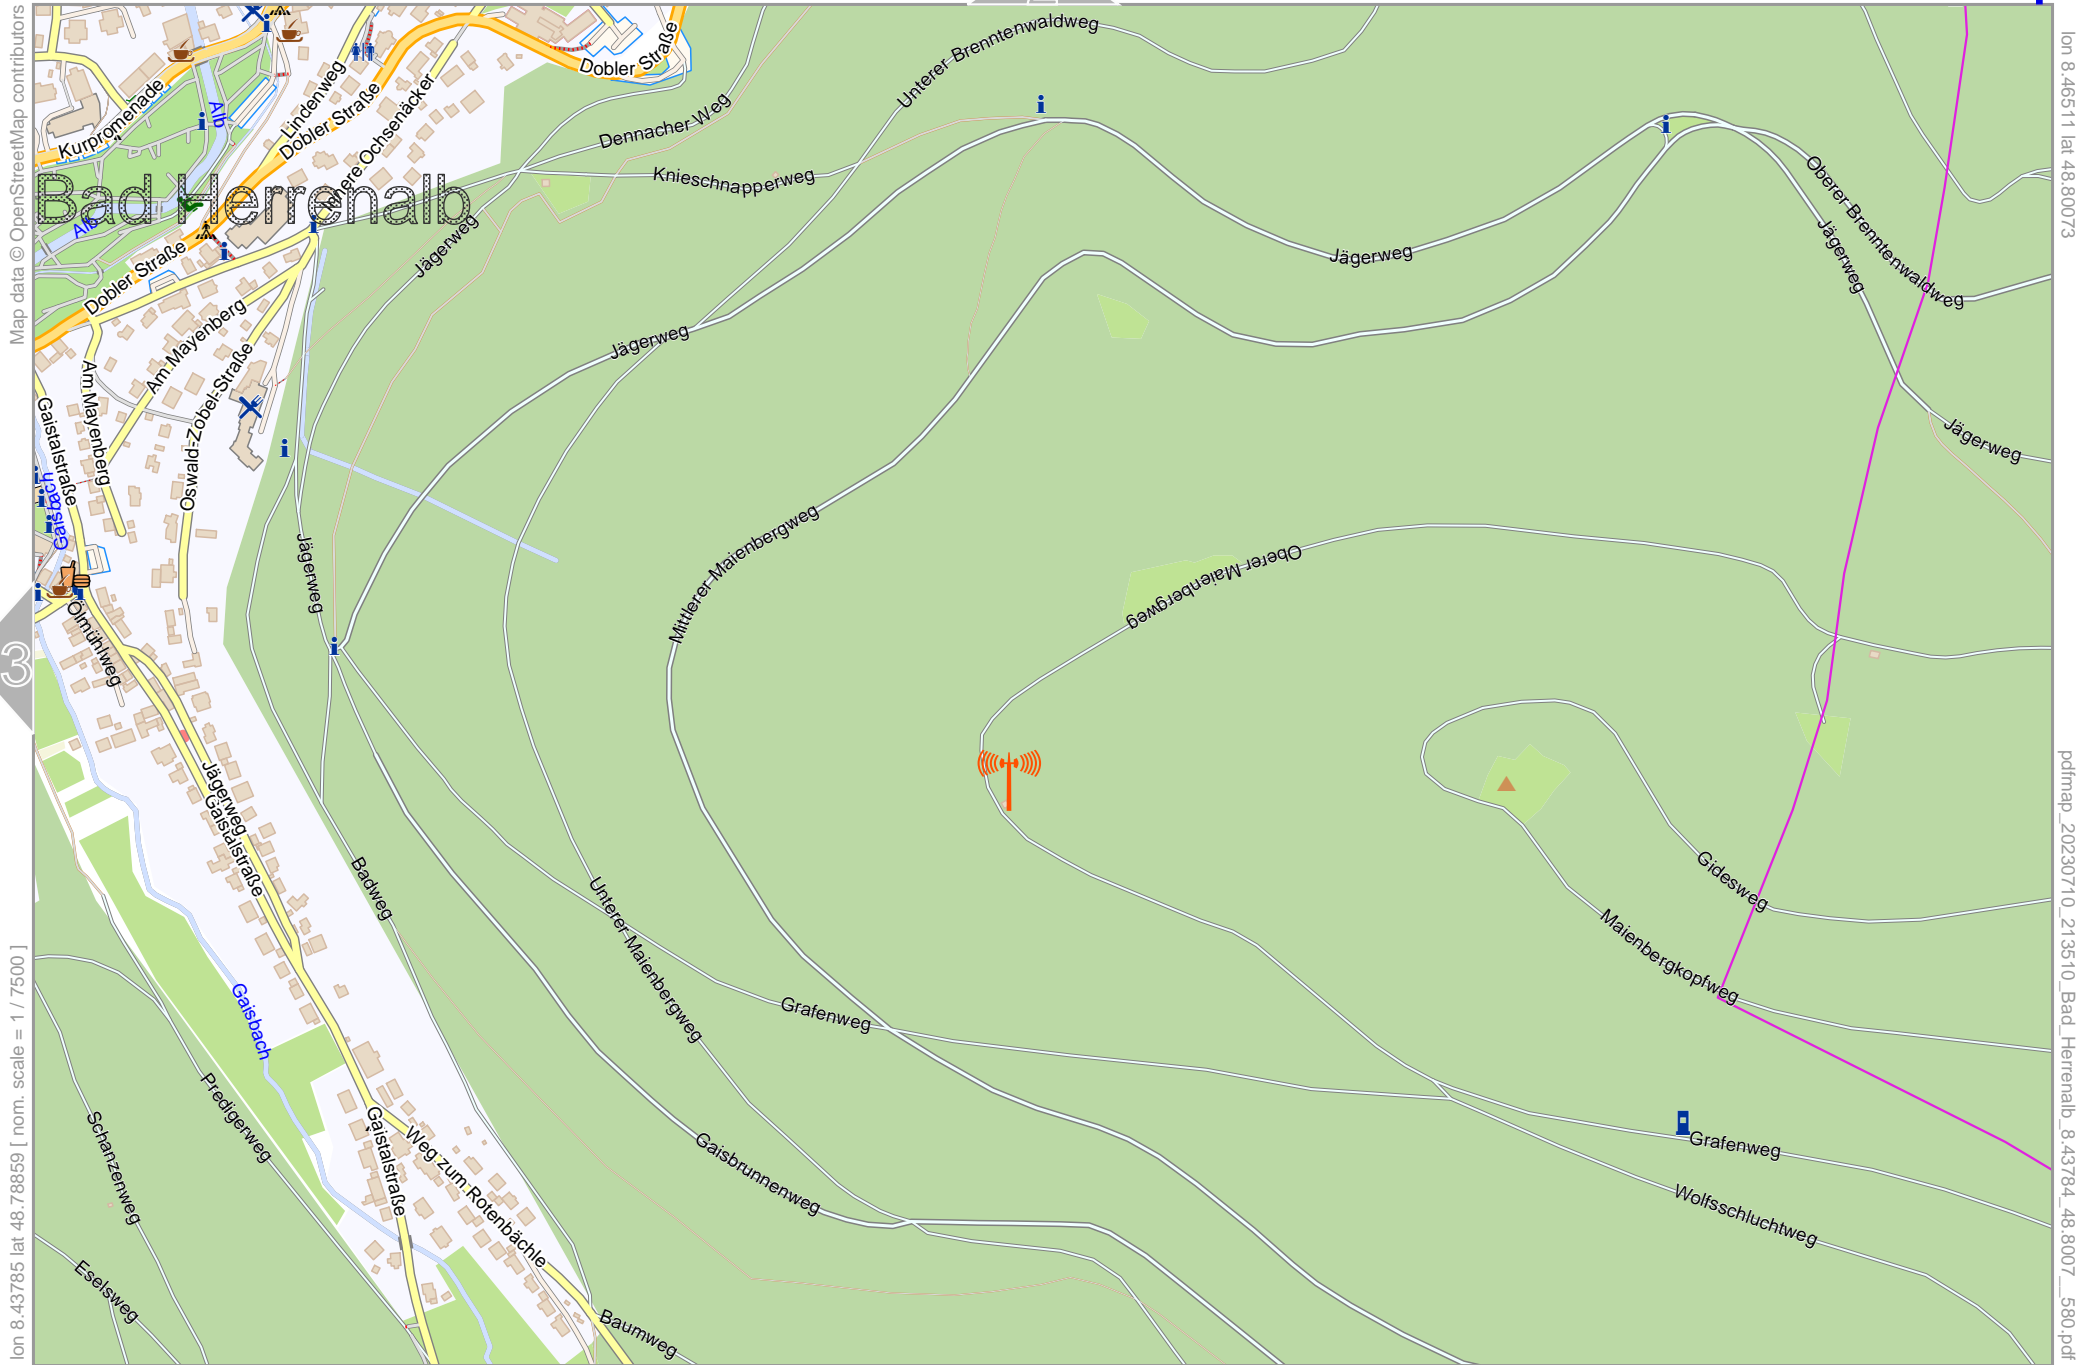 Map data © OpenStreetMap contributors
lon 8.43785 lat 48.78859 [ nom. scale = 1 / 7500 ]
lon 8.46511 lat 48.80073
pdfmap_20230710_213510_Bad_Herrenalb_8.43784_48.8007__580.pdf
3
Unterer Brenntenwaldweg
Dobler Straße
Lindenweg
Kurpromenade
Alb
Dobler Straße
Dennacher Weg
Knieschnapperweg
Bad Herrenalb
Alb
Jägerweg
Dobler Straße
Oberer Brenntenwaldweg
Jägerweg
Jägerweg
Jägerweg
Am Mayenberg
Am Mayenberg
Oswald-Zobel-Straße
Gaistalstraße
Gaisbach
Jägerweg
Jägerweg
Mittlerer Maienbergweg
Oberer Maienbergweg
Ölmühlweg
Jägerweg
Gaistalstraße
Badweg
Unterer Maienbergweg
Gidesweg
Maienbergkopfweg
Gaisbach
Grafenweg
Predigerweg
Schanzenweg
Gaistalstraße
Weg zum Rotenbächle
Gaisbrunnenweg
Grafenweg
Wolfsschluchtweg
Eselsweg
Baumweg